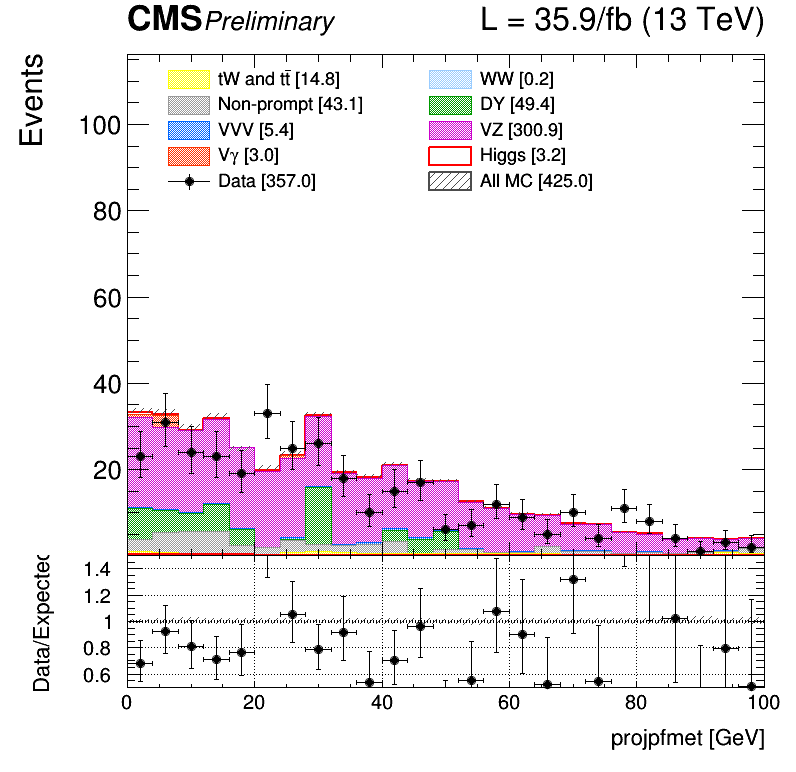 CMS Preliminary L = 35.9/fb (13 TeV)
Events
tW and tt̄ [14.8] WW [0.2]
Non-prompt [43.1] DY [49.4]
VVV [5.4] VZ [300.9]
Vγ [3.0] Higgs [3.2]
Data [357.0] All MC [425.0]
100
80
60
40
20
Data/Expected
1.4
1.2
1
0.8
0.6
0 20 40 60 80 100
projpfmet [GeV]